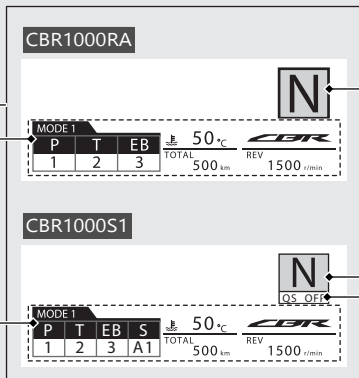 CBR1000RA
N
MODE 1
P T EB
1 2 3
50 °C
TOTAL
500 km
CBR
REV
1500 r/min
CBR1000S1
N
QS OFF
MODE 1
P T EB S
1 2 3 A1
50 °C
TOTAL
500 km
CBR
REV
1500 r/min